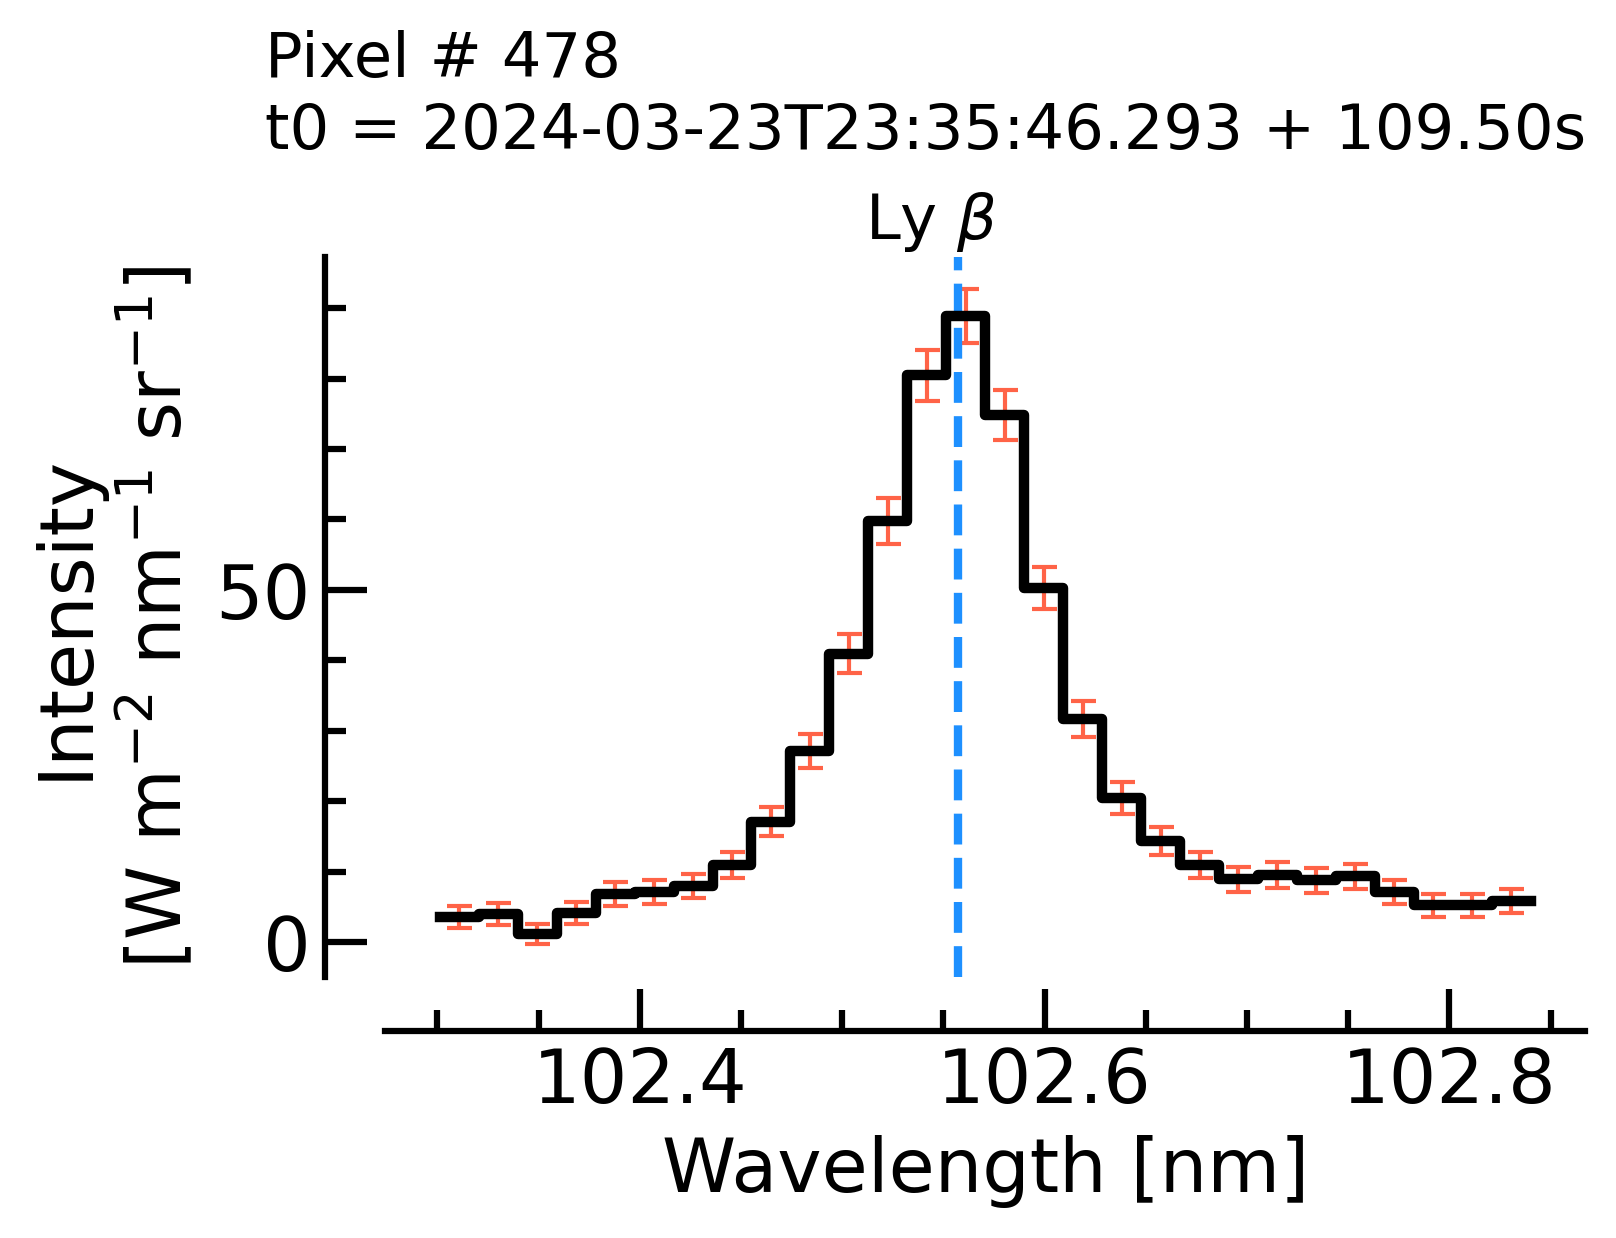 Pixel # 478
t0 = 2024-03-23T23:35:46.293 + 109.50s
Ly β
Intensity
[W m⁻² nm⁻¹ sr⁻¹]
50
0
102.4
102.6
102.8
Wavelength [nm]